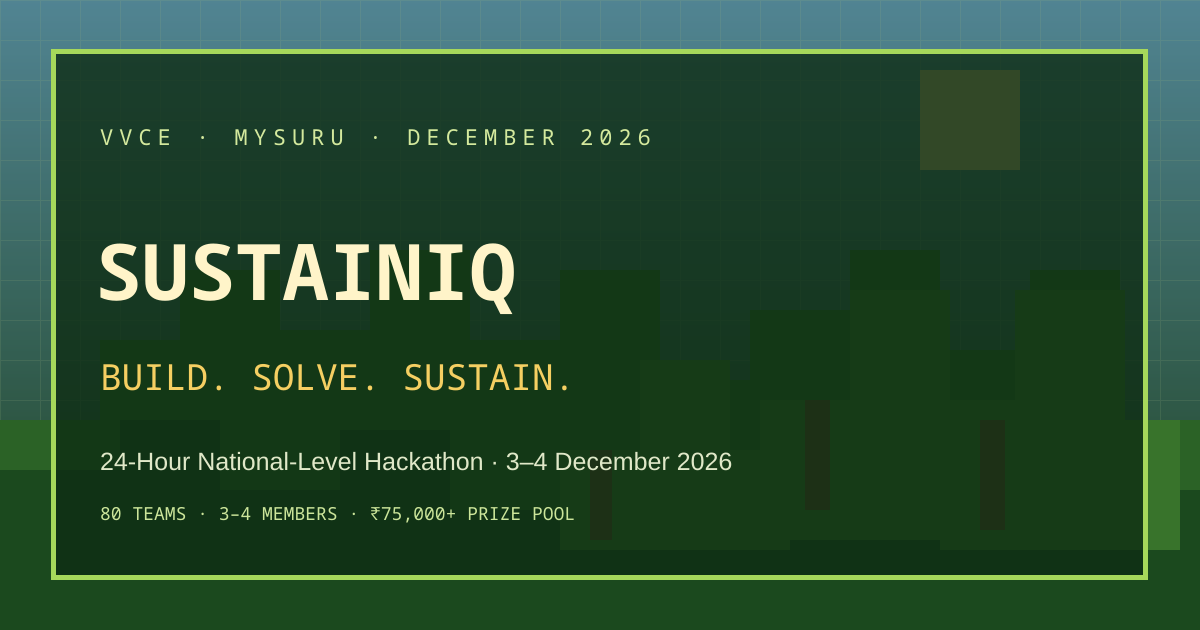 VVCE · MYSURU · DECEMBER 2026
SUSTAINIQ
BUILD. SOLVE. SUSTAIN.
24-Hour National-Level Hackathon · 3–4 December 2026
80 TEAMS · 3–4 MEMBERS · ₹75,000+ PRIZE POOL